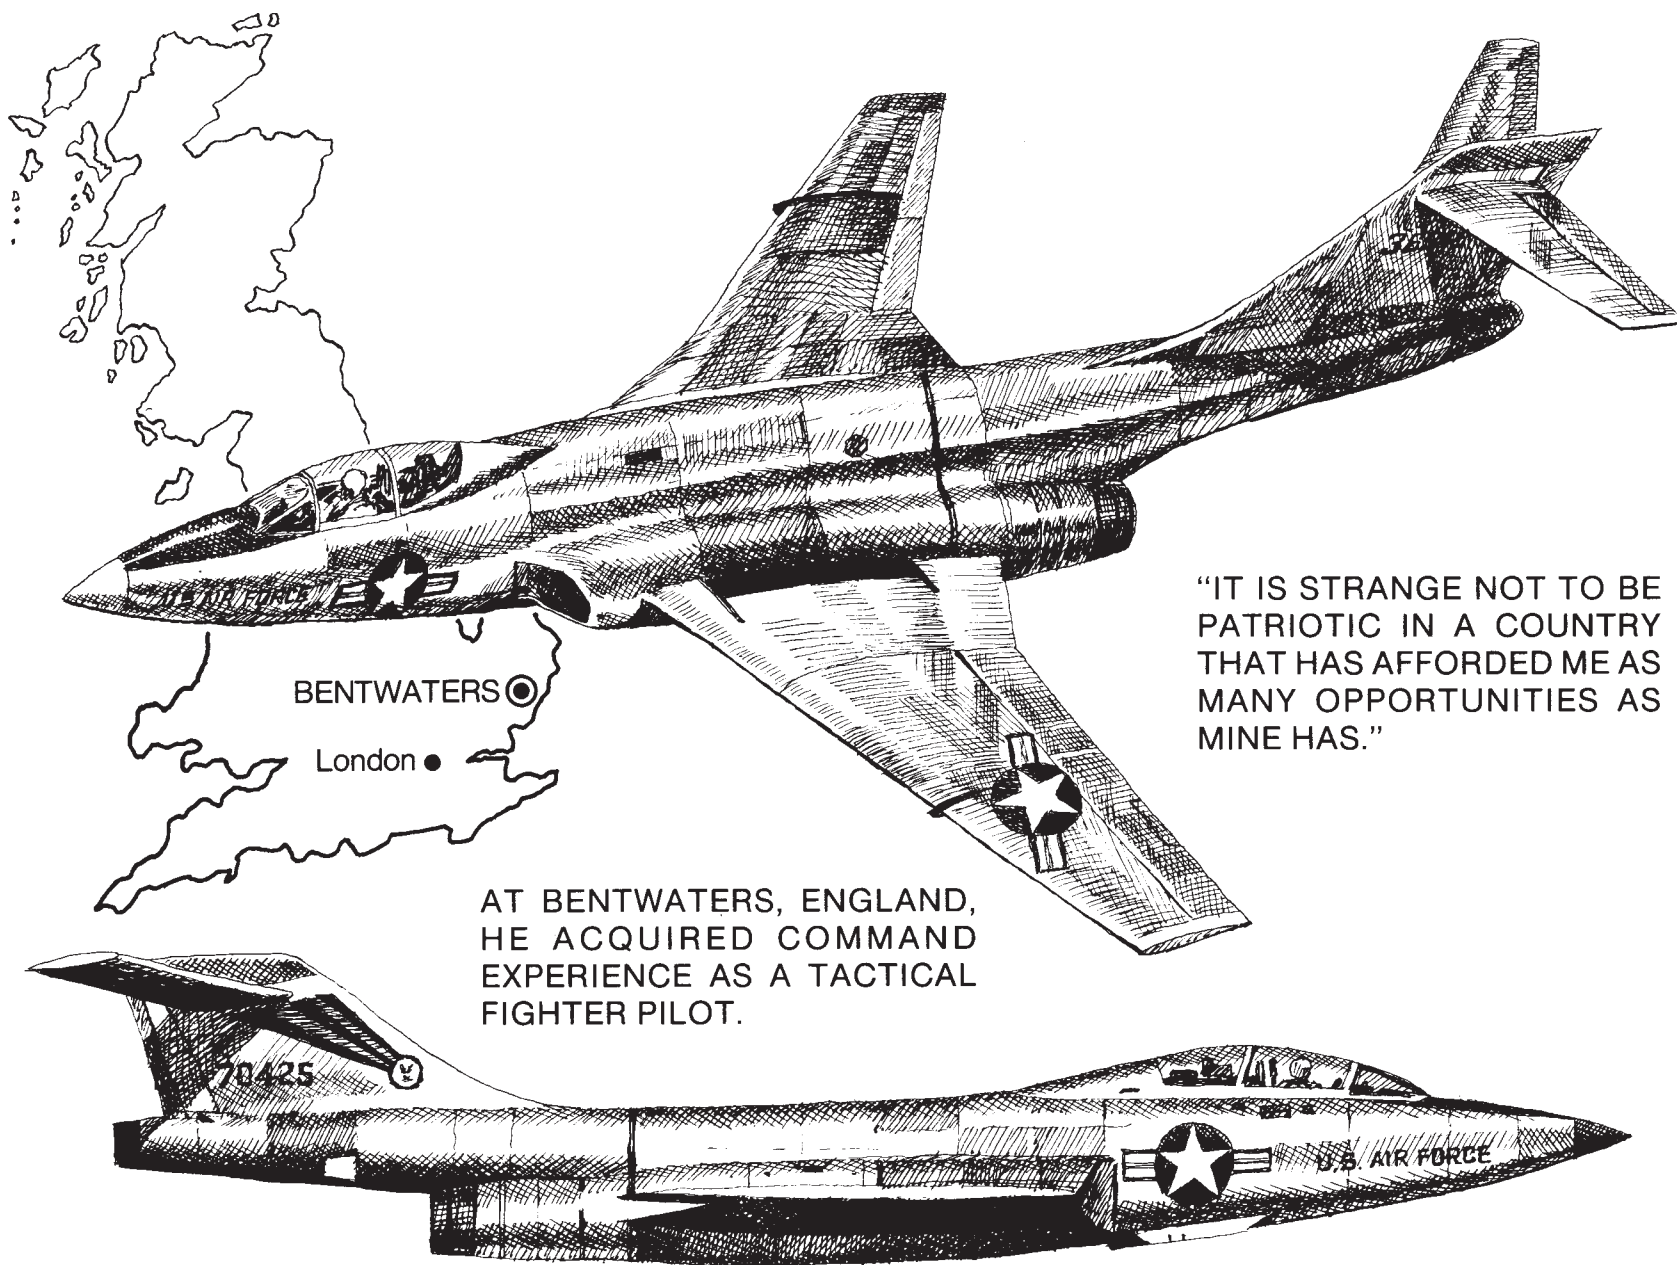 36
U.S. AIR FORCE
"IT IS STRANGE NOT TO BE
PATRIOTIC IN A COUNTRY
THAT HAS AFFORDED ME AS
MANY OPPORTUNITIES AS
MINE HAS."
BENTWATERS
London
AT BENTWATERS, ENGLAND,
HE ACQUIRED COMMAND
EXPERIENCE AS A TACTICAL
FIGHTER PILOT.
70425
U.S. AIR FORCE